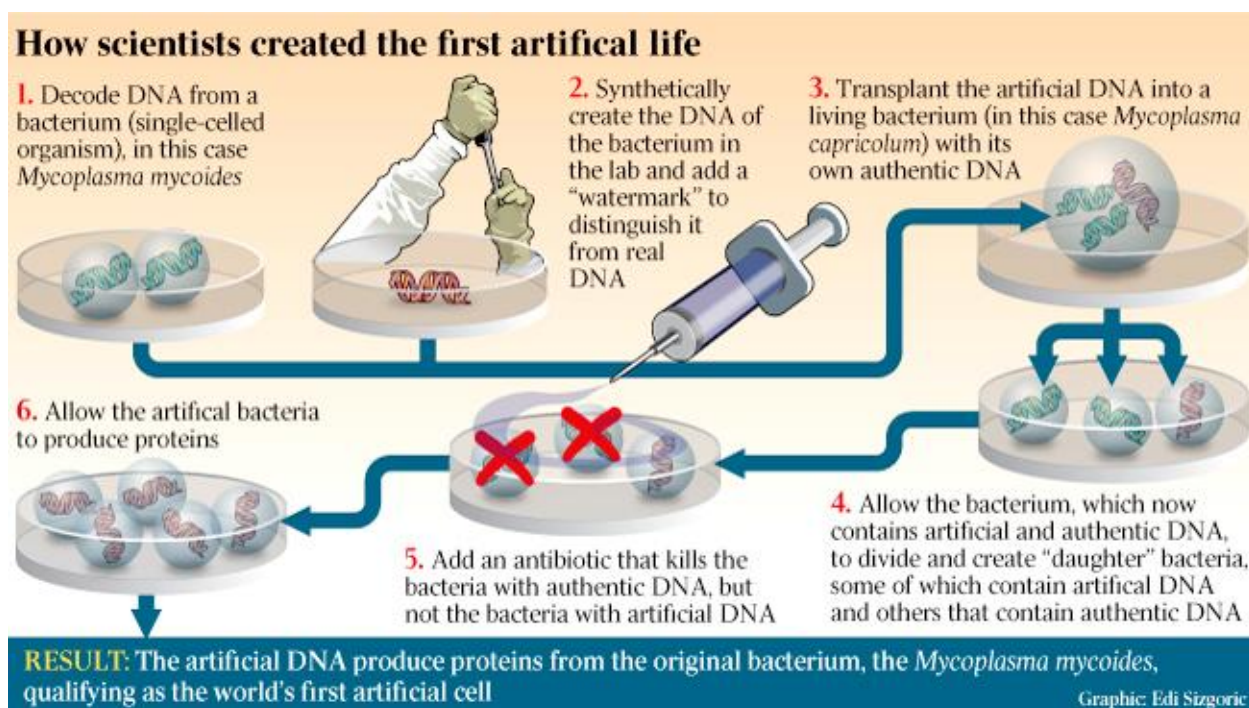 How scientists created the first artifical life
1. Decode DNA from a
bacterium (single-celled
organism), in this case
Mycoplasma mycoides
2. Synthetically
create the DNA of
the bacterium in
the lab and add a
“watermark” to
distinguish it
from real
DNA
3. Transplant the artificial DNA into a
living bacterium (in this case Mycoplasma
capricolum) with its
own authentic DNA
4. Allow the bacterium, which now
contains artificial and authentic DNA,
to divide and create “daughter” bacteria,
some of which contain artifical DNA
and others that contain authentic DNA
5. Add an antibiotic that kills the
bacteria with authentic DNA, but
not the bacteria with artificial DNA
6. Allow the artifical bacteria
to produce proteins
RESULT: The artificial DNA produce proteins from the original bacterium, the Mycoplasma mycoides,
qualifying as the world's first artificial cell
Graphic: Edi Sizgoric